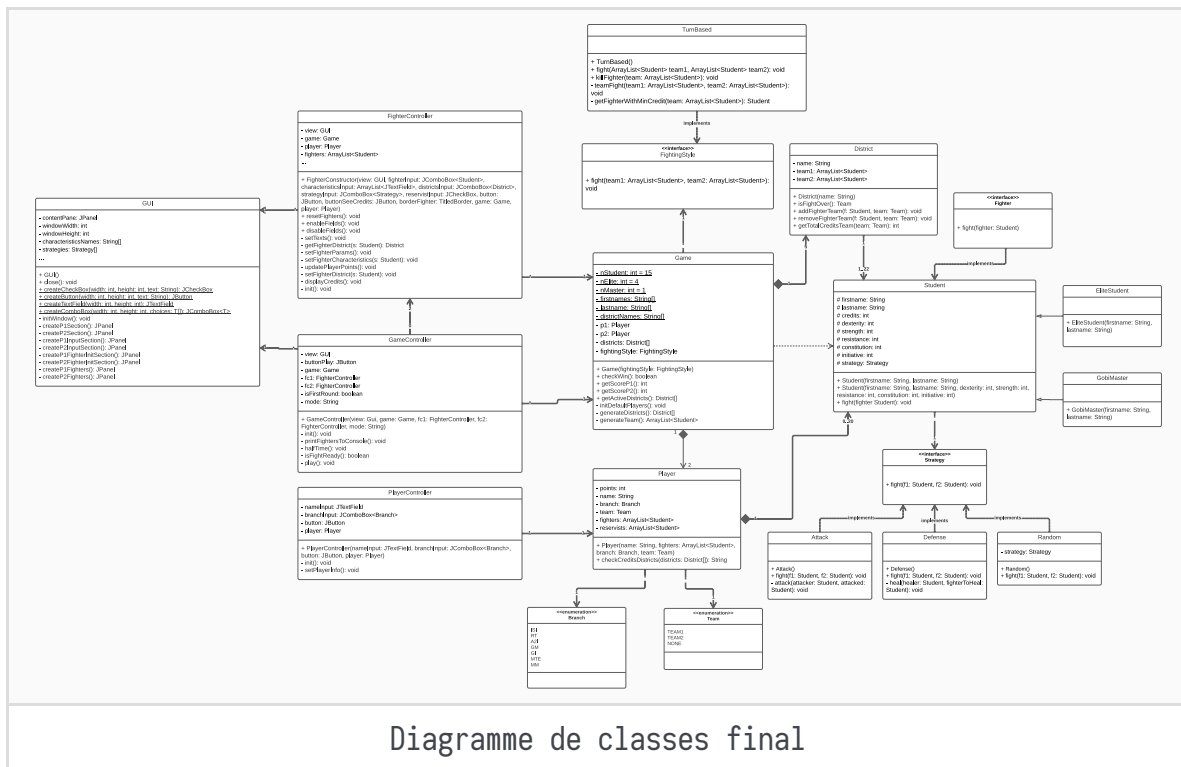 TurnBased
+ TurnBased()
+ fight(ArrayList<Student> team1, ArrayList<Student> team2): void
+ killFighter(team: ArrayList<Student>): void
- teamFight(team1: ArrayList<Student>, team2: ArrayList<Student>):
void
- getFighterWithMinCredit(team: ArrayList<Student>): Student
implements
<<interface>>
FightingStyle
+ fight(team1: ArrayList<Student>, team2: ArrayList<Student>):
void
FighterController
- view: GUI
- game: Game
- player: Player
- fighters: ArrayList<Student>
...
+ FighterConstructor(view: GUI, fighterInput: JComboBox<Student>,
characteristicsInput: ArrayList<JTextField>, districtsInput: JComboBox<District>,
strategyInput: JComboBox<Strategy>, reservistInput: JCheckBox, button:
JButton, buttonSeeCredits: JButton, borderFighter: TitledBorder, game: Game,
player: Player)
+ resetFighters(): void
+ enableFields(): void
+ disableFields(): void
- setTexts(): void
- getFighterDistrict(s: Student): District
- setFighterParams(): void
- setFighterCharacteristics(s: Student): void
- updatePlayerPoints(): void
- setFighterDistrict(s: Student): void
- displayCredits(): void
- init(): void
GUI
- contentPane: JPanel
- windowWidth: int
- windowHeight: int
- characteristicsNames: String[]
- strategies: Strategy[]
...
+ GUI()
+ close(): void
+ createCheckBox(width: int, height: int, text: String): JCheckBox
+ createButton(width: int, height: int, text: String): JButton
+ createTextField(width: int, height: int): JTextField
+ createComboBox(width: int, height: int, choices: T[]): JComboBox<T>
- initWindow(): void
- createP1Section(): JPanel
- createP2Section(): JPanel
- createP1InputSection(): JPanel
- createP2InputSection(): JPanel
- createP1FighterInitSection(): JPanel
- createP2FighterInitSection(): JPanel
- createP1Fighters(): JPanel
- createP2Fighters(): JPanel
GameController
- view: GUI
- buttonPlay: JButton
- game: Game
- fc1: FighterController
- fc2: FighterController
- isFirstRound: boolean
- mode: String
+ GameController(view: Gui, game: Game, fc1: FighterController, fc2:
FighterController, mode: String)
- init(): void
- printFightersToConsole(): void
- halfTime(): void
- isFightReady(): boolean
- play(): void
PlayerController
- nameInput: JTextField
- branchInput: JComboBox<Branch>
- button: JButton
- player: Player
+ PlayerController(nameInput: JTextField, branchInput: JComboBox<Branch>,
button: JButton, player: Player)
- init(): void
- setPlayerInfo(): void
Game
- nStudent: int = 15
- nElite: int = 4
- nMaster: int = 1
- firstnames: String[]
- lastname: String[]
- districtNames: String[]
- p1: Player
- p2: Player
- districts: District[]
- fightingStyle: FightingStyle
+ Game(fightingStyle: FightingStyle)
+ checkWin(): boolean
+ getScoreP1(): int
+ getScoreP2(): int
+ getActiveDistricts(): District[]
- initDefaultPlayers(): void
- generateDistricts(): District[]
- generateTeam(): ArrayList<Student>
1
2
Player
- points: int
- name: String
- branch: Branch
- team: Team
- fighters: ArrayList<Student>
- reservists: ArrayList<Student>
+ Player(name: String, fighters: ArrayList<Student>,
branch: Branch, team: Team)
+ checkCreditsDistricts(districts: District[]): String
<<enumeration>>
Branch
ISI
RT
A2I
GM
GI
MTE
MM
<<enumeration>>
Team
TEAM1
TEAM2
NONE
District
- name: String
- team1: ArrayList<Student>
- team2: ArrayList<Student>
+ District(name: String)
+ isFightOver(): Team
+ addFighterTeam(f: Student, team: Team): void
+ removeFighterTeam(f: Student, team: Team): void
+ getTotalCreditsTeam(team: Team): int
<<interface>>
Fighter
+ fight(fighter: Student)
implements
Student
# firstname: String
# lastname: String
# credits: int
# dexterity: int
# strength: int
# resistance: int
# constitution: int
# initiative: int
# strategy: Strategy
+ Student(firstname: String, lastname: String)
+ Student(firstname: String, lastname: String, dexterity: int, strength: int,
resistance: int, constitution: int, initiative: int)
+ fight(fighter Student): void
EliteStudent
+ EliteStudent(firstname: String,
lastname: String)
GobiMaster
+ GobiMaster(firstname: String,
lastname: String)
<<interface>>
Strategy
+ fight(f1: Student, f2: Student): void
implements
implements
implements
Attack
+ Attack()
+ fight(f1: Student, f2: Student): void
- attack(attacker: Student, attacked:
Student): void
Defense
+ Defense()
+ fight(f1: Student, f2: Student): void
- heal(healer: Student, fighterToHeal:
Student): void
Random
- strategy: Strategy
+ Random()
+ fight(f1: Student, f2: Student): void
Diagramme de classes final